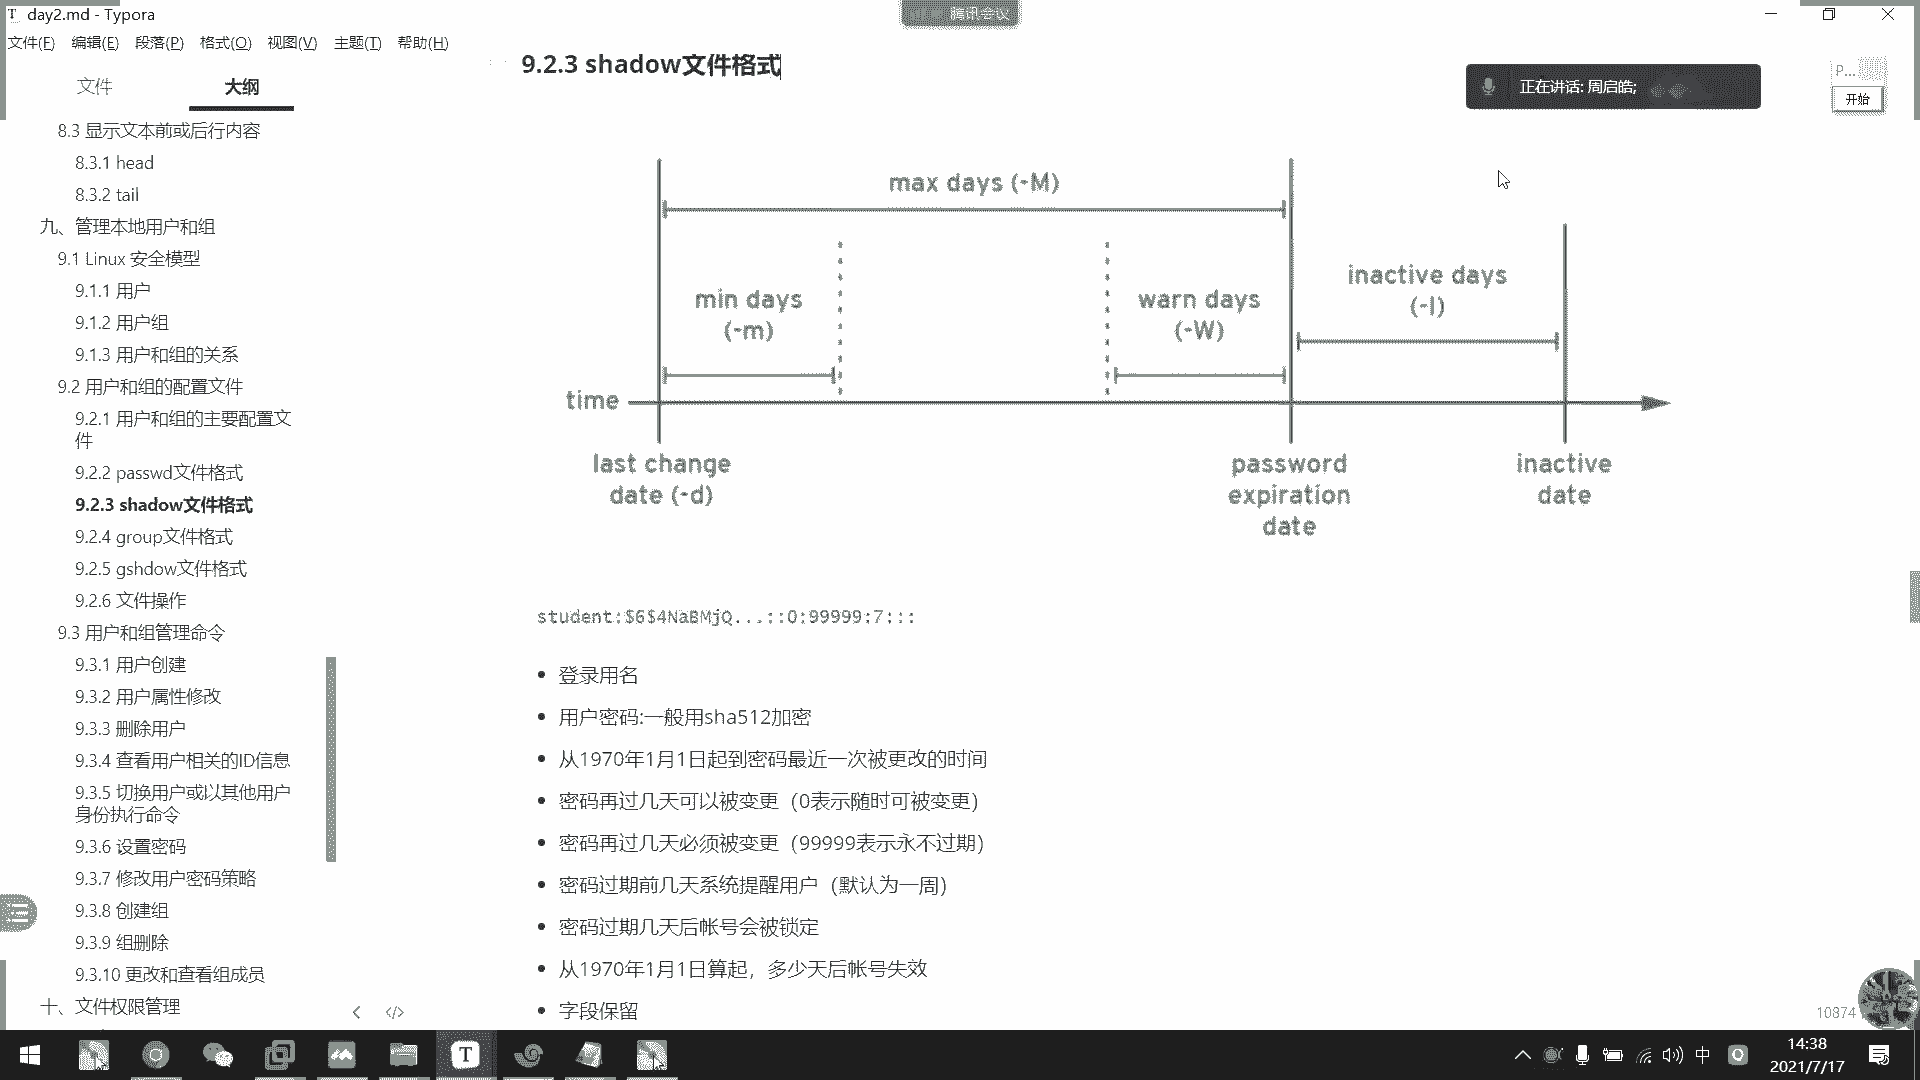 day2.md - Typora
腾讯会议
文件(F) 编辑(E) 段落(P) 格式(O) 视图(V) 主题(T) 帮助(H)
文件 大纲
8.3 显示文本前或后行内容
8.3.1 head
8.3.2 tail
九、管理本地用户和组
9.1 Linux 安全模型
9.1.1 用户
9.1.2 用户组
9.1.3 用户和组的关系
9.2 用户和组的配置文件
9.2.1 用户和组的主要配置文
件
9.2.2 passwd文件格式
9.2.3 shadow文件格式
9.2.4 group文件格式
9.2.5 gshdow文件格式
9.2.6 文件操作
9.3 用户和组管理命令
9.3.1 用户创建
9.3.2 用户属性修改
9.3.3 删除用户
9.3.4 查看用户相关的ID信息
9.3.5 切换用户或以其他用户
身份执行命令
9.3.6 设置密码
9.3.7 修改用户密码策略
9.3.8 创建组
9.3.9 组删除
9.3.10 更改和查看组成员
十、文件权限管理
9.2.3 shadow文件格式
正在讲话: 周启皓;
P...
开始
max days (-M)
min days
(-m)
warn days
(-W)
inactive days
(-I)
time
last change
date (-d)
password
expiration
date
inactive
date
student:$6$4NaBMjQ...::0:99999:7:::
登录用名
用户密码:一般用sha512加密
从1970年1月1日起到密码最近一次被更改的时间
密码再过几天可以被变更（0表示随时可被变更）
密码再过几天必须被变更（99999表示永不过期）
密码过期前几天系统提醒用户（默认为一周）
密码过期几天后帐号会被锁定
从1970年1月1日算起，多少天后帐号失效
字段保留
10874
中
14:38
2021/7/17